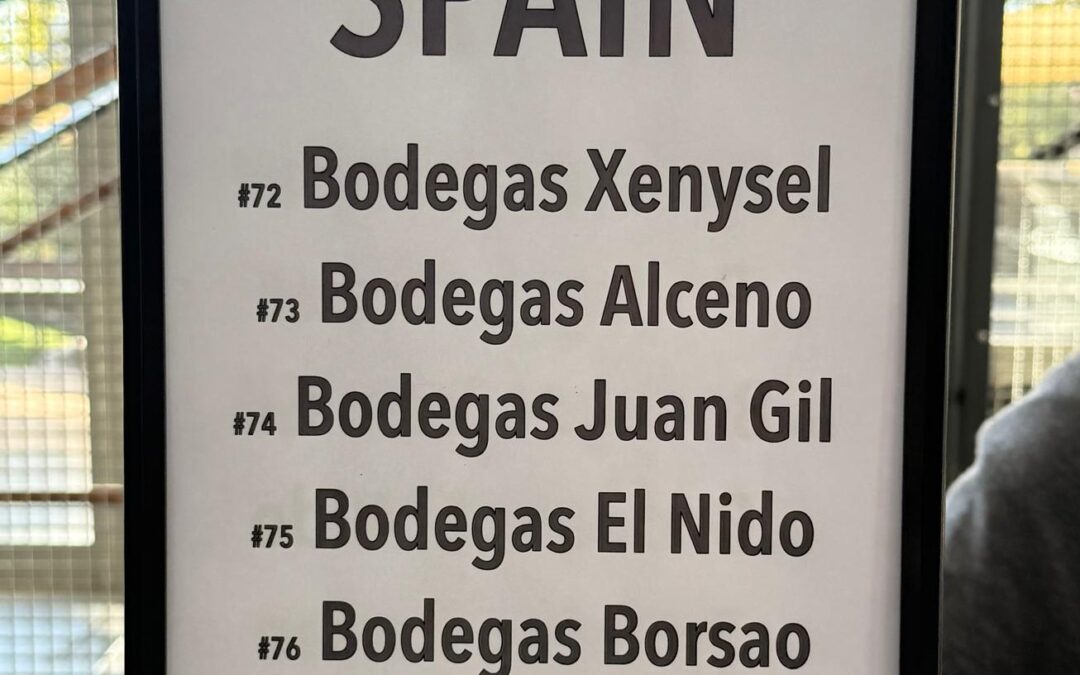 SPAIN
#72 Bodegas Xenysel
#73 Bodegas Alceno
#74 Bodegas Juan Gil
#75 Bodegas El Nido
#76 Bodegas Borsao